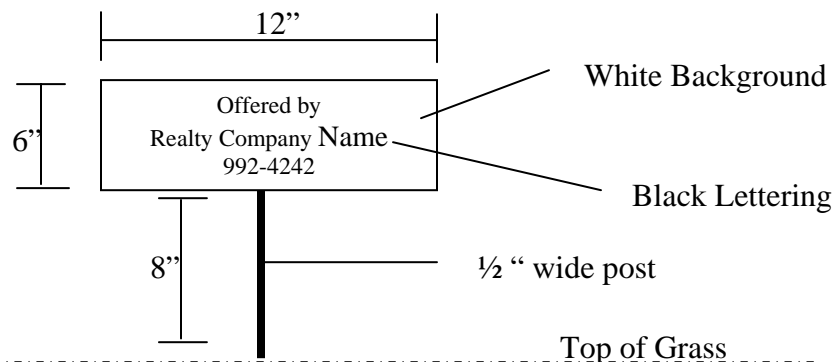 12”
White Background
Offered by
Realty Company Name
992-4242
6”
Black Lettering
8”
½ “ wide post
Top of Grass